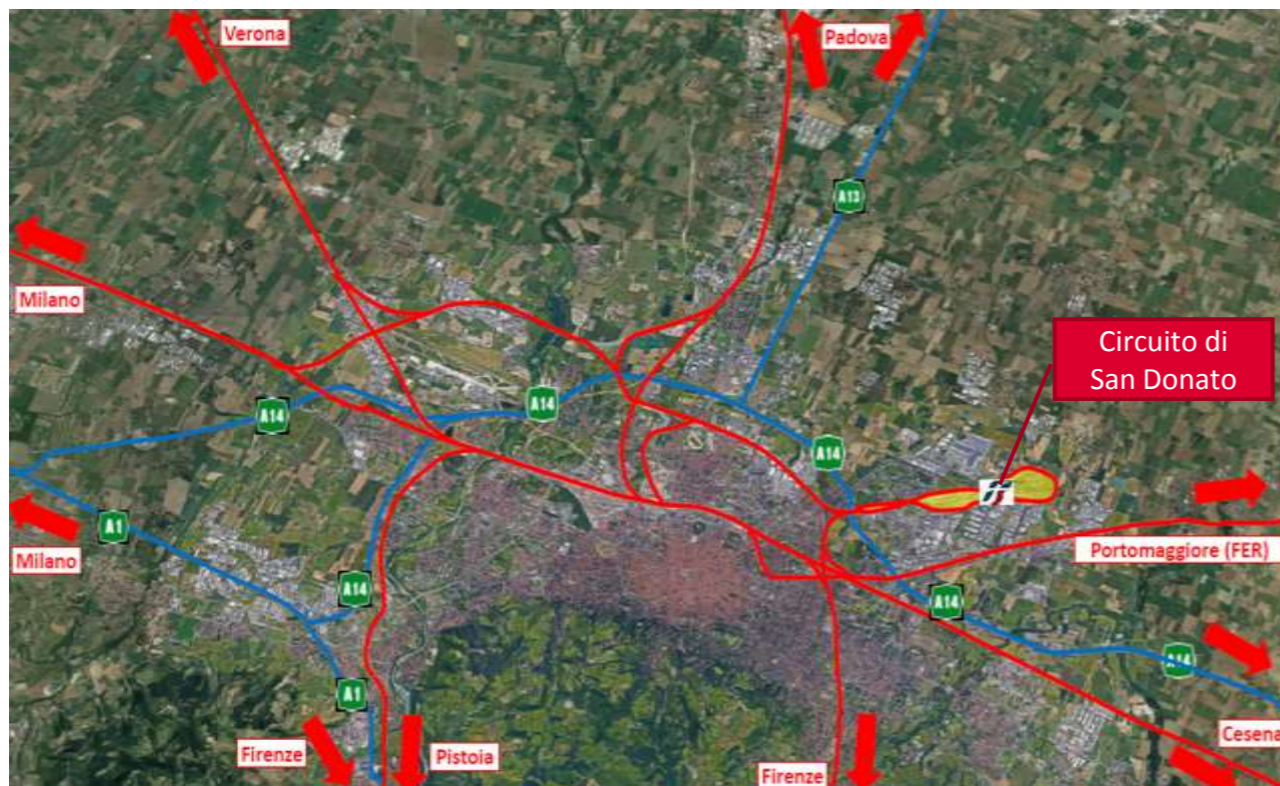 Verona
Padova
A13
Milano
Circuito di
San Donato
A14
A14
A14
A1
Milano
Portomaggiore (FER)
A14
A14
A14
A1
Cesena
Firenze
Pistoia
Firenze